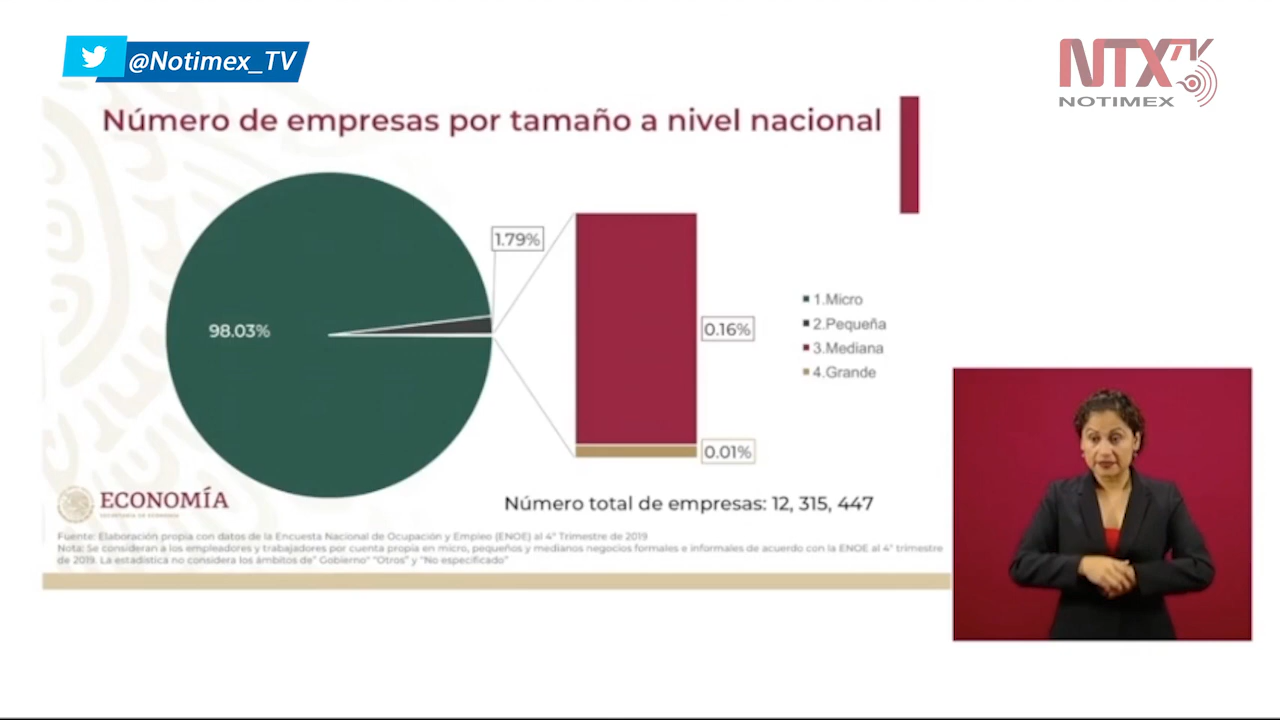 @Notimex_TV
NTX TV
NOTIMEX
Número de empresas por tamaño a nivel nacional
1.79%
98.03%
0.16%
0.01%
1.Micro
2.Pequeña
3.Mediana
4.Grande
ECONOMÍA
SECRETARÍA DE ECONOMÍA
Número total de empresas: 12, 315, 447
Fuente: Elaboración propia con datos de la Encuesta Nacional de Ocupación y Empleo (ENOE) al 4° Trimestre de 2019
Nota: Se consideran a los empleadores y trabajadores por cuenta propia en micro, pequeños y medianos negocios formales e informales de acuerdo con la ENOE al 4° trimestre
de 2019. La estadística no considera los ámbitos de" Gobierno" "Otros" y "No especificado"